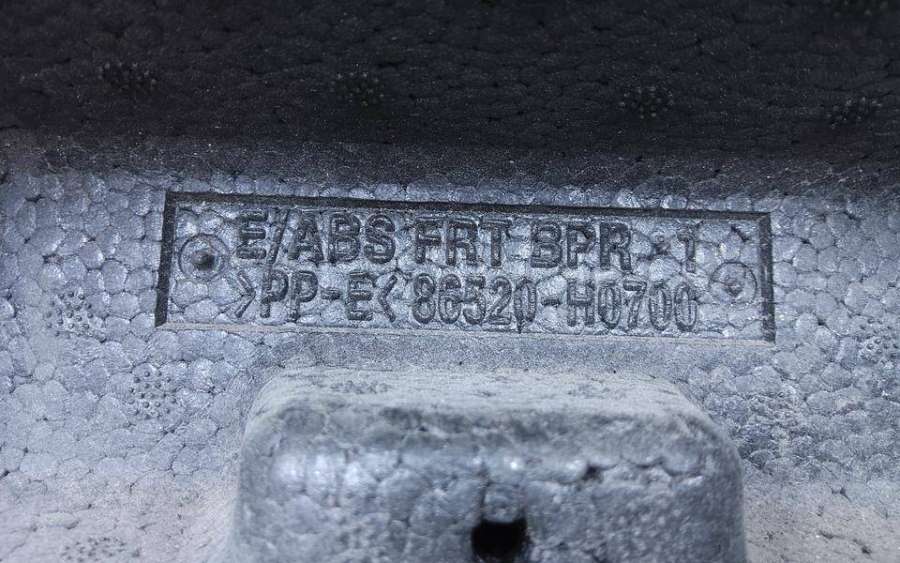 E/ABS FRT BPR -1
>PP-E< 86520-H0700